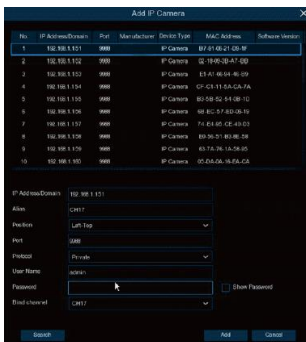 Add IP Camera X
No. IP Address/Domain Port Manufacturer Device Type MAC Address Software Version
1 192.168.1.151 9988 IP Camera
2 192.168.1.152 9988 IP Camera
3 192.168.1.153 9988 IP Camera
4 192.168.1.154 9988 IP Camera
5 192.168.1.155 9988 IP Camera
6 192.168.1.156 9988 IP Camera
7 192.168.1.157 9988 IP Camera
8 192.168.1.158 9988 IP Camera
9 192.168.1.159 9988 IP Camera
10 192.168.1.160 9988 IP Camera
IP Address/Domain 192.168.1.151
Alias CH17
Position Left-Top
Port 9988
Protocol Private
User Name admin
Password Show Password
Bind channel CH17
Search Add Cancel